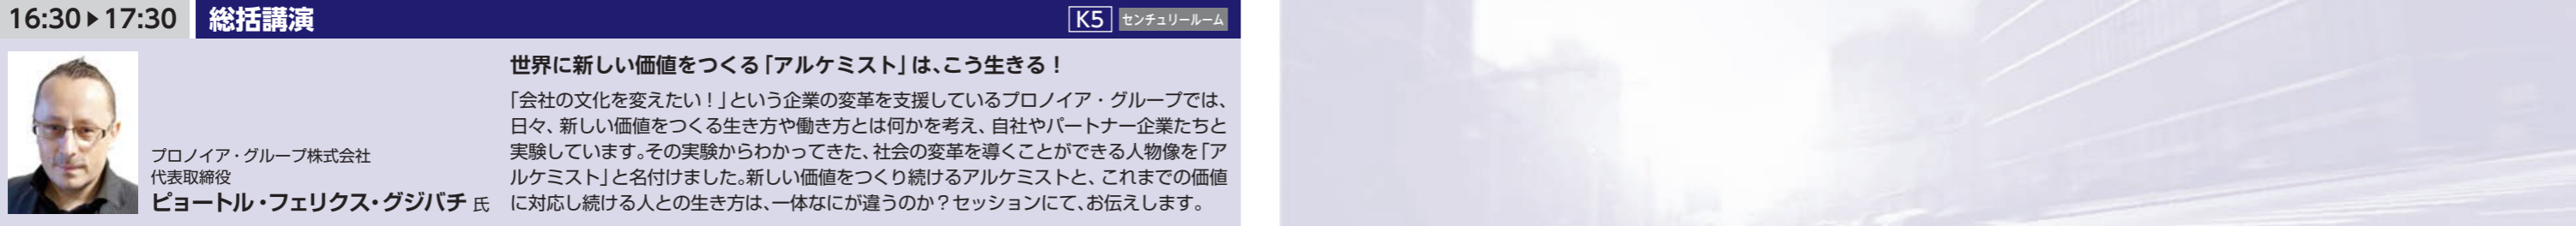 16:30▶17:30 総括講演 K5 センチュリールーム
世界に新しい価値をつくる「アルケミスト」は、こう生きる！
「会社の文化を変えたい！」という企業の変革を支援しているプロノイア・グループでは、
日々、新しい価値をつくる生き方や働き方とは何かを考え、自社やパートナー企業たちと
実験しています。その実験からわかってきた、社会の変革を導くことができる人物像を「ア
ルケミスト」と名付けました。新しい価値をつくり続けるアルケミストと、これまでの価値
に対応し続ける人との生き方は、一体なにが違うのか？セッションにて、お伝えします。
プロノイア・グループ株式会社
代表取締役
ピョートル・フェリクス・グジバチ 氏